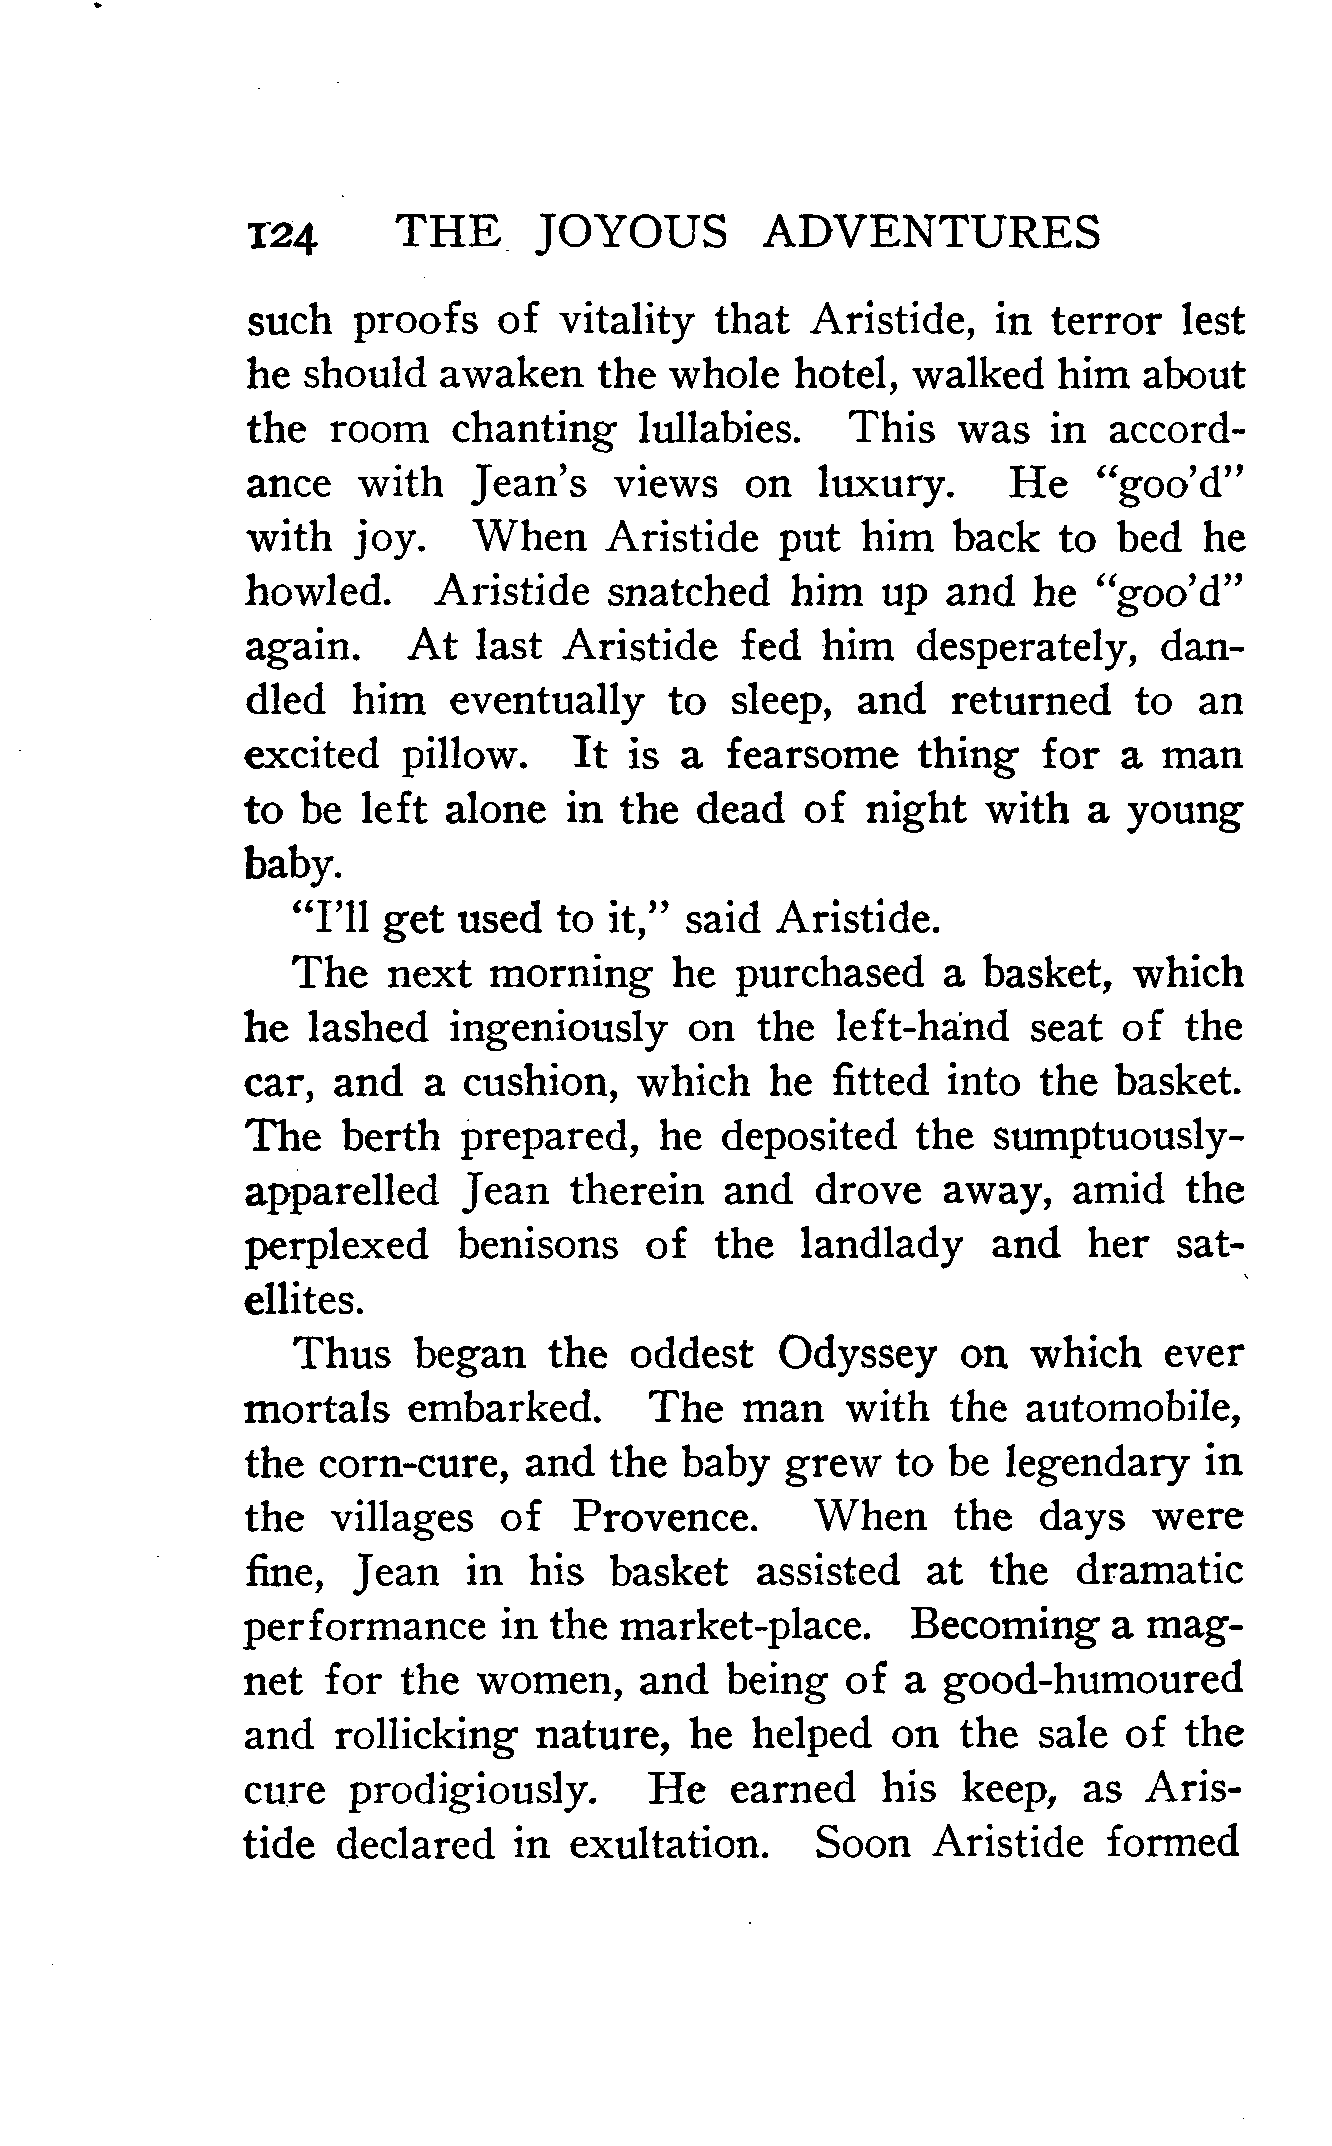 124 THE JOYOUS ADVENTURES
such proofs of vitality that Aristide, in terror lest
he should awaken the whole hotel, walked him about
the room chanting lullabies. This was in accord-
ance with Jean's views on luxury. He "goo'd"
with joy. When Aristide put him back to bed he
howled. Aristide snatched him up and he "goo'd"
again. At last Aristide fed him desperately, dan-
dled him eventually to sleep, and returned to an
excited pillow. It is a fearsome thing for a man
to be left alone in the dead of night with a young
baby.
"I'll get used to it," said Aristide.
The next morning he purchased a basket, which
he lashed ingeniously on the left-hand seat of the
car, and a cushion, which he fitted into the basket.
The berth prepared, he deposited the sumptuously-
apparelled Jean therein and drove away, amid the
perplexed benisons of the landlady and her sat-
ellites.
Thus began the oddest Odyssey on which ever
mortals embarked. The man with the automobile,
the corn-cure, and the baby grew to be legendary in
the villages of Provence. When the days were
fine, Jean in his basket assisted at the dramatic
performance in the market-place. Becoming a mag-
net for the women, and being of a good-humoured
and rollicking nature, he helped on the sale of the
cure prodigiously. He earned his keep, as Aris-
tide declared in exultation. Soon Aristide formed